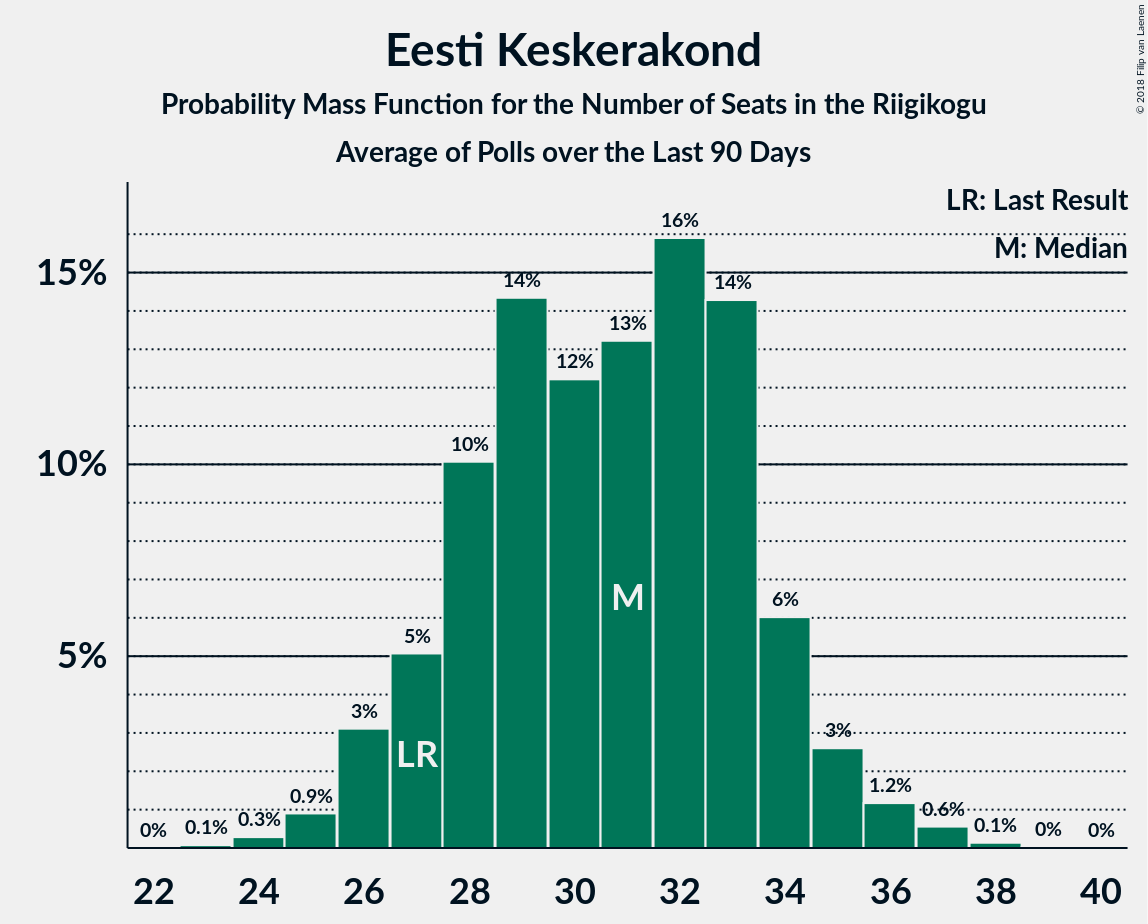 Eesti Keskerakond
Probability Mass Function for the Number of Seats in the Riigikogu
Average of Polls over the Last 90 Days
© 2018 Filip van Laenen
LR: Last Result
M: Median
15%
10%
5%
0%
0.1%
0.3%
0.9%
3%
5%
10%
14%
12%
13%
16%
14%
6%
3%
1.2%
0.6%
0.1%
0%
0%
LR
M
22 24 26 28 30 32 34 36 38 40